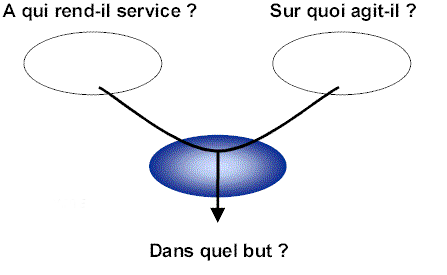 A qui rend-il service ?
Sur quoi agit-il ?
Dans quel but ?